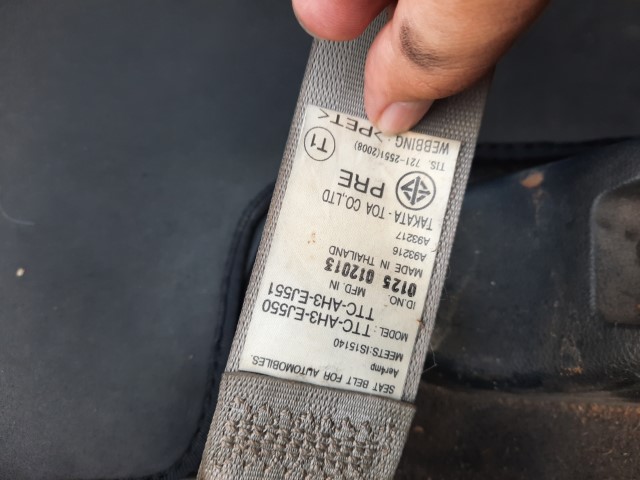 SEAT BELT FOR AUTOMOBILES.
Aer4mp
MEETS:IS15140
MODEL : TTC-AH3-EJ550
TTC-AH3-EJ551
ID.NO. MFD. IN
0125 012013
MADE IN THAILAND
A93216
A93217
TAKATA - TOA CO.,LTD
PRE
T1
TIS. 721-2551(2008)
WEBBING : >PET<